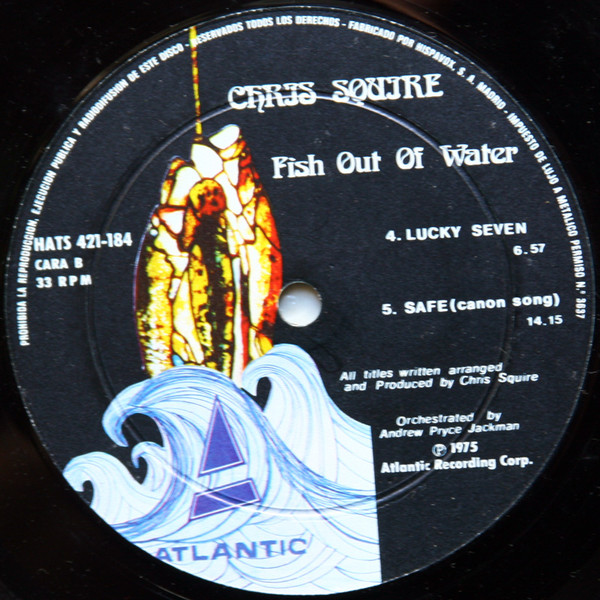 PROHIBIDA LA REPRODUCCION, EJECUCION PUBLICA Y RADIODIFUSION DE ESTE DISCO - RESERVADOS TODOS LOS DERECHOS - FABRICADO POR HISPAVOX, S. A. MADRID - IMPUESTO DE LUJO A METALICO PERMISO N.º 3637
CHRIS SQUIRE
Fish Out Of Water
HATS 421-184
CARA B
33 RPM
4. LUCKY SEVEN
6.57
5. SAFE (canon song)
14.15
All titles written arranged
and Produced by Chris Squire
Orchestrated by
Andrew Pryce Jackman
℗ 1975
Atlantic Recording Corp.
ATLANTIC